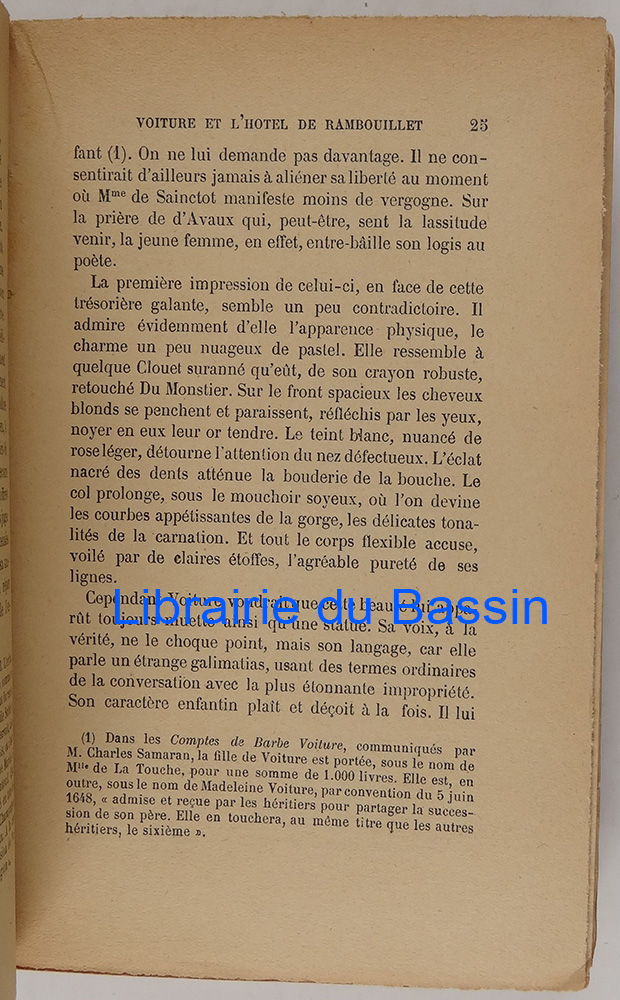 VOITURE ET L'HOTEL DE RAMBOUILLET 25
fant (1). On ne lui demande pas davantage. Il ne con-
sentirait d'ailleurs jamais à aliéner sa liberté au moment
où Mme de Sainctot manifeste moins de vergogne. Sur
la prière de d'Avaux qui, peut-être, sent la lassitude
venir, la jeune femme, en effet, entre-bâille son logis au
poète.
La première impression de celui-ci, en face de cette
trésorière galante, semble un peu contradictoire. Il
admire évidemment d'elle l'apparence physique, le
charme un peu nuageux de pastel. Elle ressemble à
quelque Clouet suranné qu'eût, de son crayon robuste,
retouché Du Monstier. Sur le front spacieux les cheveux
blonds se penchent et paraissent, réfléchis par les yeux,
noyer en eux leur or tendre. Le teint blanc, nuancé de
rose léger, détourne l'attention du nez défectueux. L'éclat
nacré des dents atténue la bouderie de la bouche. Le
col prolonge, sous le mouchoir soyeux, où l'on devine
les courbes appétissantes de la gorge, les délicates tona-
lités de la carnation. Et tout le corps flexible accuse,
voilé par de claires étoffes, l'agréable pureté de ses
lignes.
Cependant Voiture voudrait que cette beauté lui appa-
Librairie du Bassin
rût toujours muette ainsi qu'une statue. Sa voix, à la
vérité, ne le choque point, mais son langage, car elle
parle un étrange galimatias, usant des termes ordinaires
de la conversation avec la plus étonnante impropriété.
Son caractère enfantin plaît et déçoit à la fois. Il lui
(1) Dans les Comptes de Barbe Voiture, communiqués par
M. Charles Samaran, la fille de Voiture est portée, sous le nom de
Mlle de La Touche, pour une somme de 1.000 livres. Elle est, en
outre, sous le nom de Madeleine Voiture, par convention du 5 juin
1648, « admise et reçue par les héritiers pour partager la succes-
sion de son père. Elle en touchera, au même titre que les autres
héritiers, le sixième ».